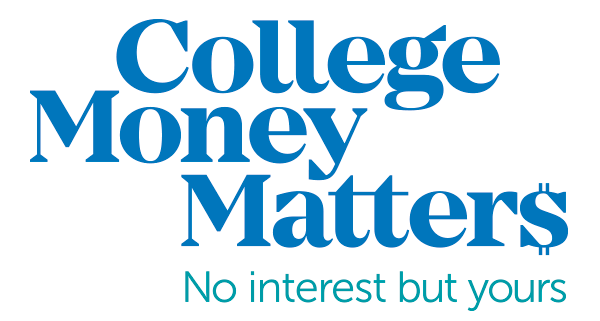 College
Money
Matter$
No interest but yours